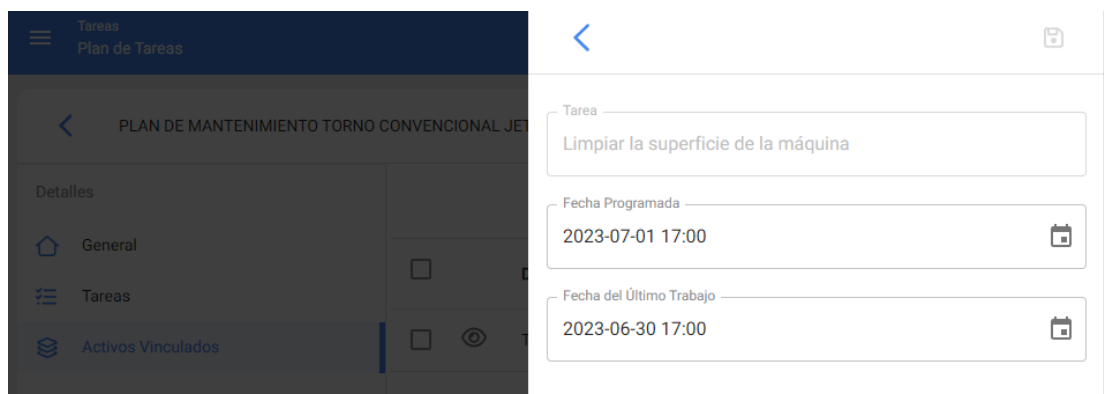 Tareas
Plan de Tareas
PLAN DE MANTENIMIENTO TORNO CONVENCIONAL JET
Detalles
General
Tareas
Activos Vinculados
Tarea
Limpiar la superficie de la máquina
Fecha Programada
2023-07-01 17:00
Fecha del Último Trabajo
2023-06-30 17:00